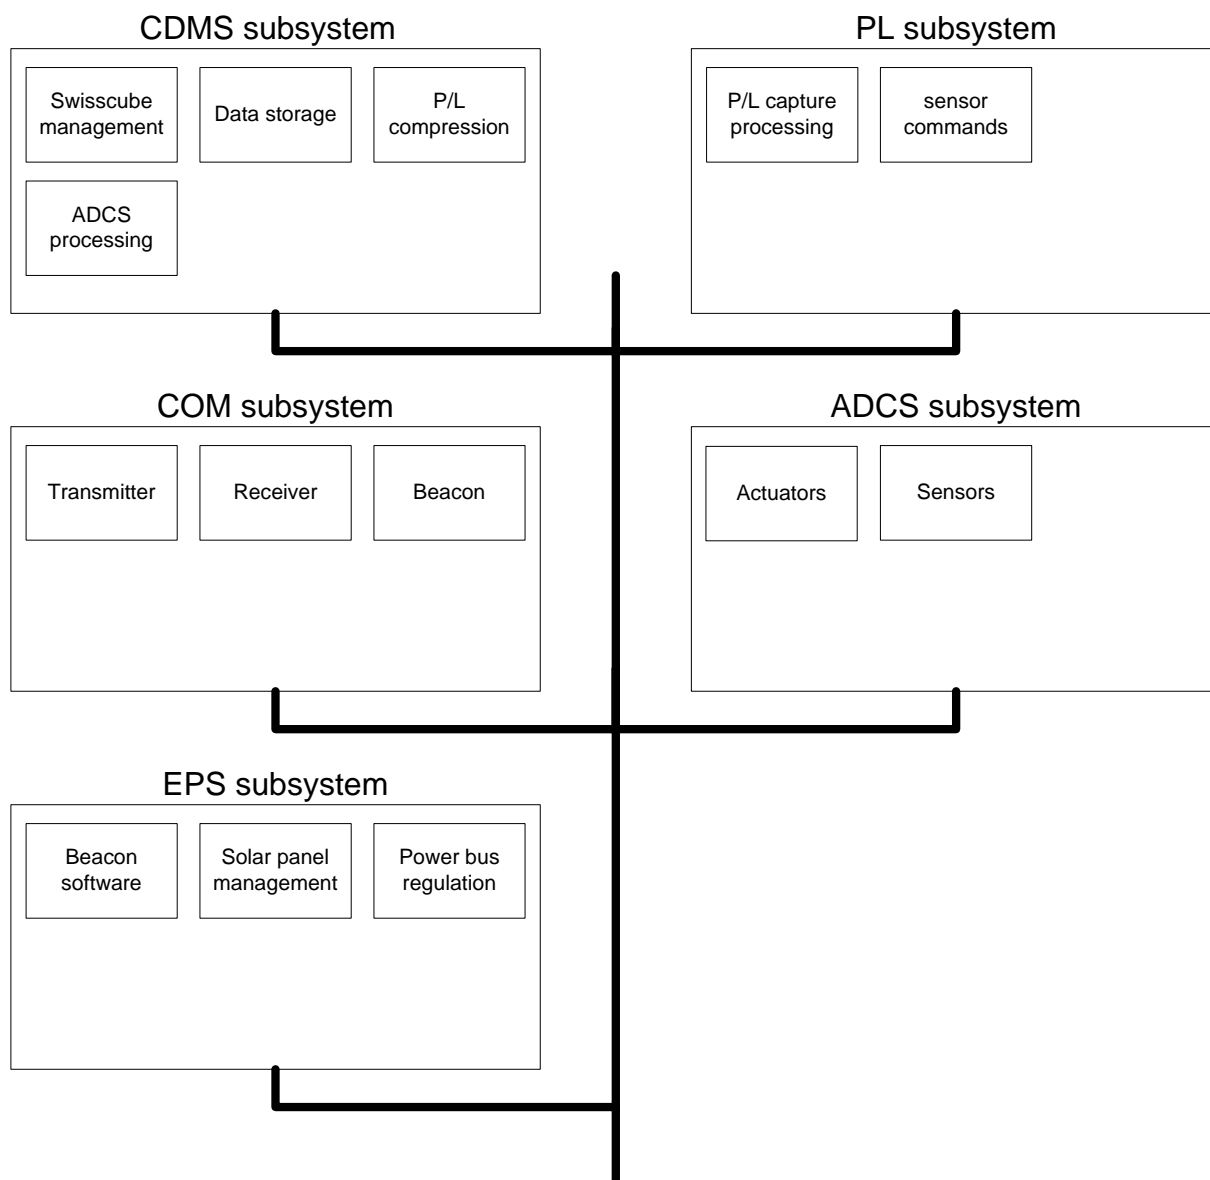 CDMS subsystem
Swisscube
management
Data storage
P/L
compression
ADCS
processing
PL subsystem
P/L capture
processing
sensor
commands
COM subsystem
Transmitter
Receiver
Beacon
ADCS subsystem
Actuators
Sensors
EPS subsystem
Beacon
software
Solar panel
management
Power bus
regulation